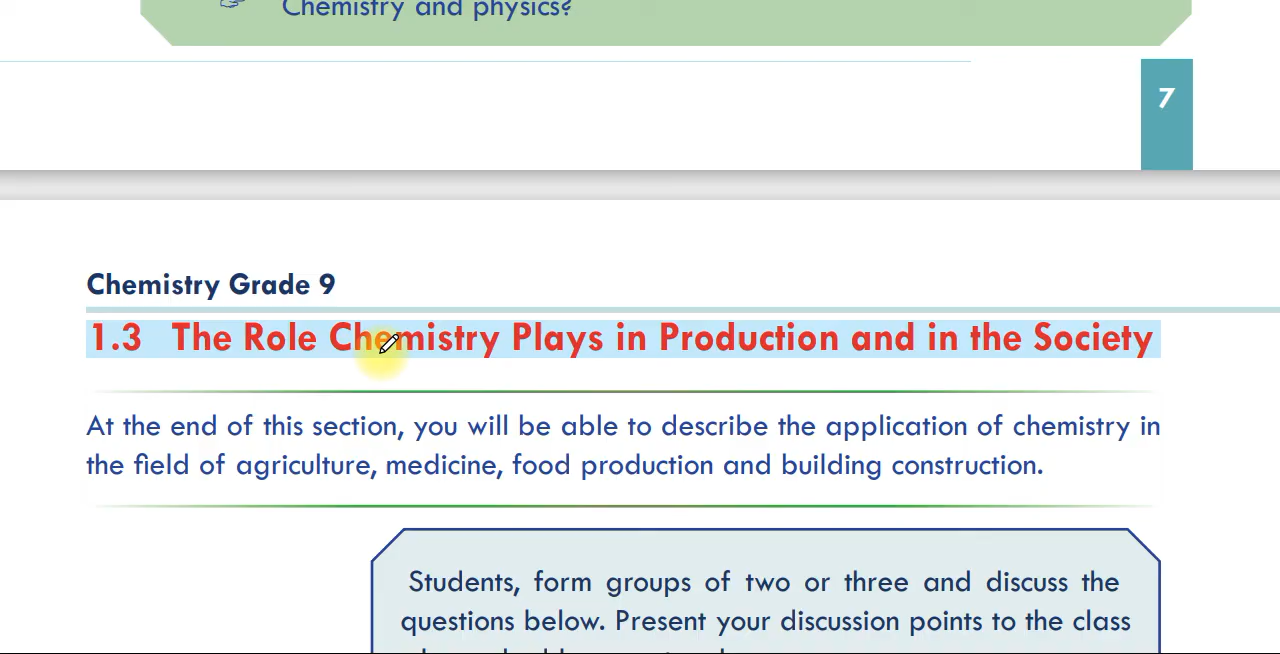 Chemistry and physics?
7
Chemistry Grade 9
1.3 The Role Chemistry Plays in Production and in the Society
At the end of this section, you will be able to describe the application of chemistry in
the field of agriculture, medicine, food production and building construction.
Students, form groups of two or three and discuss the
questions below. Present your discussion points to the class